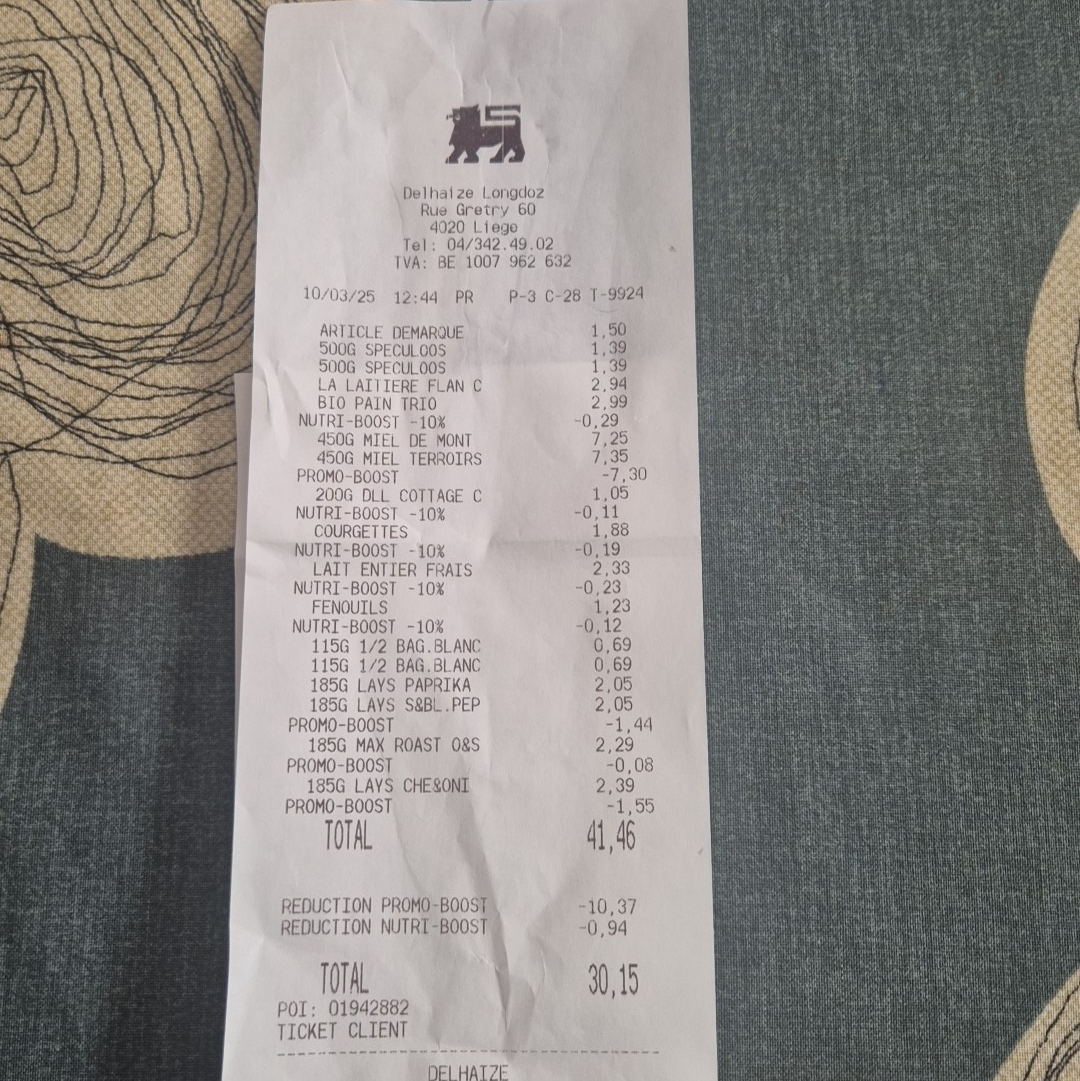 Delhaize Longdoz
Rue Gretry 60
4020 Liege
Tel: 04/342.49.02
TVA: BE 1007 962 632
10/03/25 12:44 PR P-3 C-28 T-9924
ARTICLE DEMARQUE 1,50
500G SPECULOOS 1,39
500G SPECULOOS 1,39
LA LAITIERE FLAN C 2,94
BIO PAIN TRIO 2,99
NUTRI-BOOST -10% -0,29
450G MIEL DE MONT 7,25
450G MIEL TERROIRS 7,35
PROMO-BOOST -7,30
200G DLL COTTAGE C 1,05
NUTRI-BOOST -10% -0,11
COURGETTES 1,88
NUTRI-BOOST -10% -0,19
LAIT ENTIER FRAIS 2,33
NUTRI-BOOST -10% -0,23
FENOUILS 1,23
NUTRI-BOOST -10% -0,12
115G 1/2 BAG.BLANC 0,69
115G 1/2 BAG.BLANC 0,69
185G LAYS PAPRIKA 2,05
185G LAYS S&BL.PEP 2,05
PROMO-BOOST -1,44
185G MAX ROAST O&S 2,29
PROMO-BOOST -0,08
185G LAYS CHE&ONI 2,39
PROMO-BOOST -1,55
TOTAL 41,46
REDUCTION PROMO-BOOST -10,37
REDUCTION NUTRI-BOOST -0,94
TOTAL 30,15
POI: 01942882
TICKET CLIENT
DELHAIZE